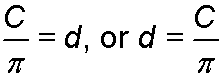 C/π = d, or d = C/π